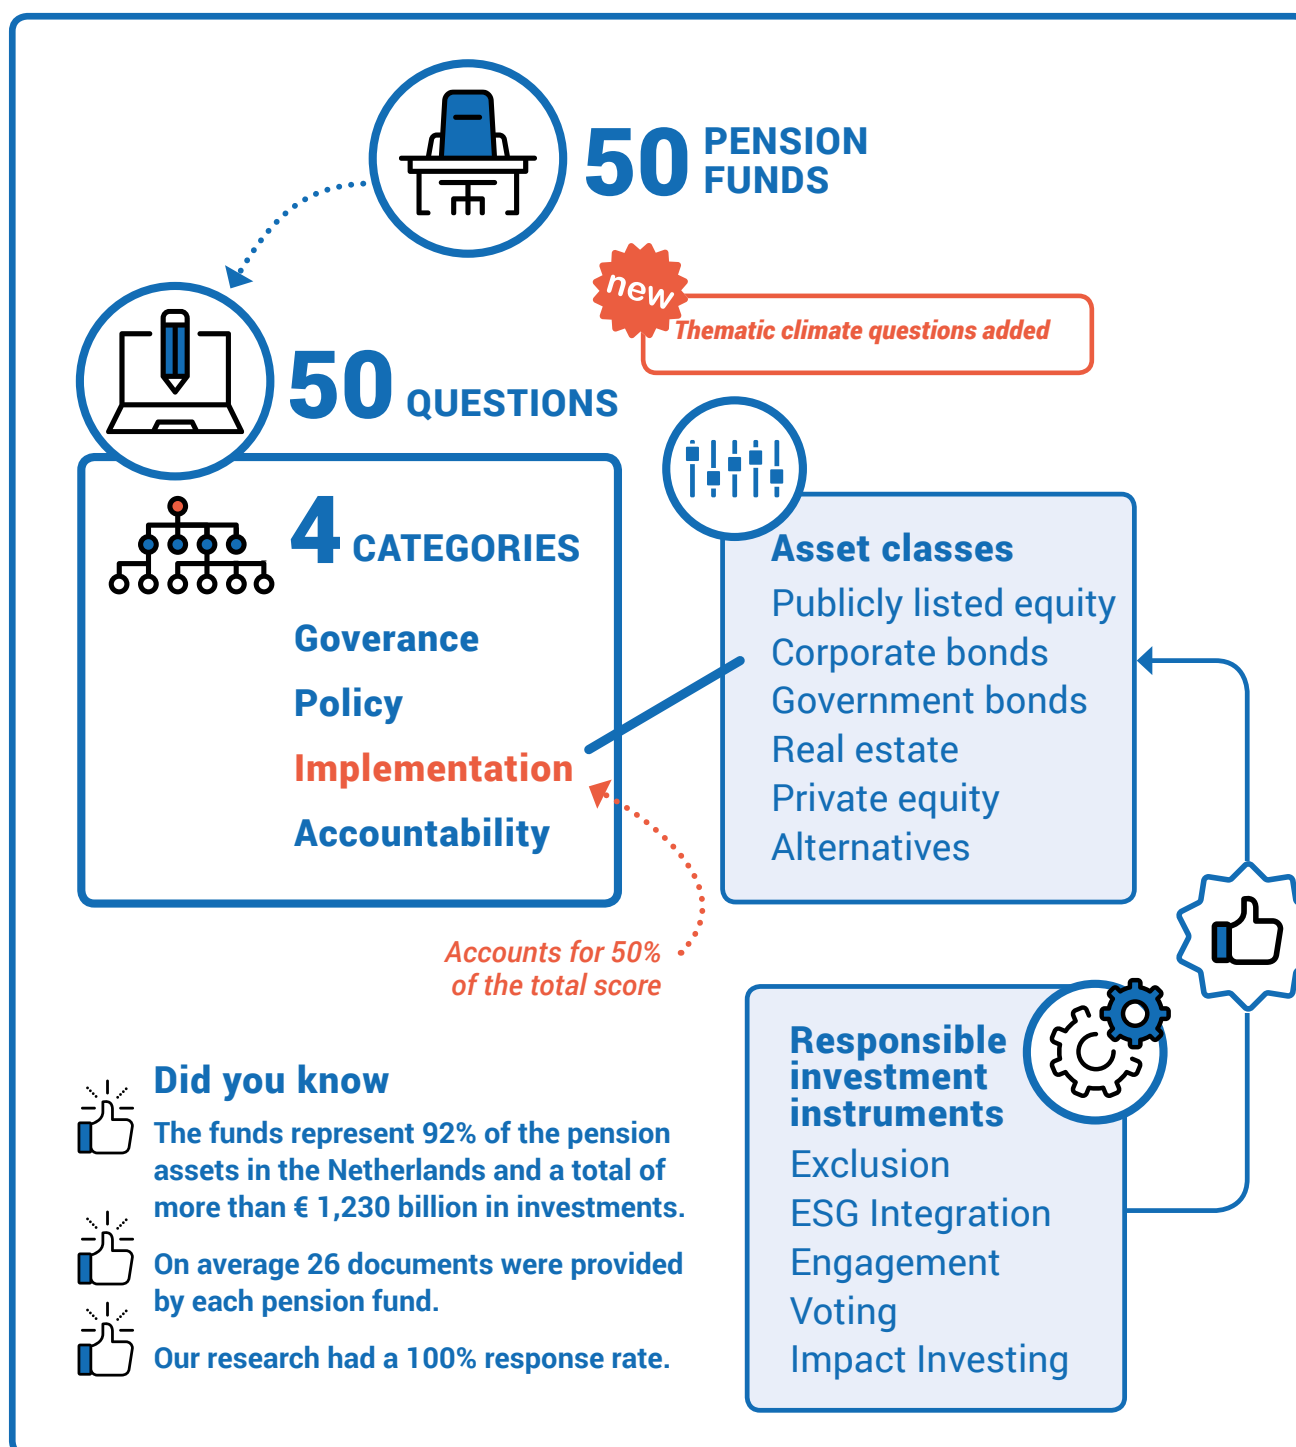 50 PENSION
FUNDS
new
Thematic climate questions added
50 QUESTIONS
4 CATEGORIES
Goverance
Policy
Implementation
Accountability
Accounts for 50%
of the total score
Asset classes
Publicly listed equity
Corporate bonds
Government bonds
Real estate
Private equity
Alternatives
Responsible
investment
instruments
Exclusion
ESG Integration
Engagement
Voting
Impact Investing
Did you know
The funds represent 92% of the pension
assets in the Netherlands and a total of
more than € 1,230 billion in investments.
On average 26 documents were provided
by each pension fund.
Our research had a 100% response rate.